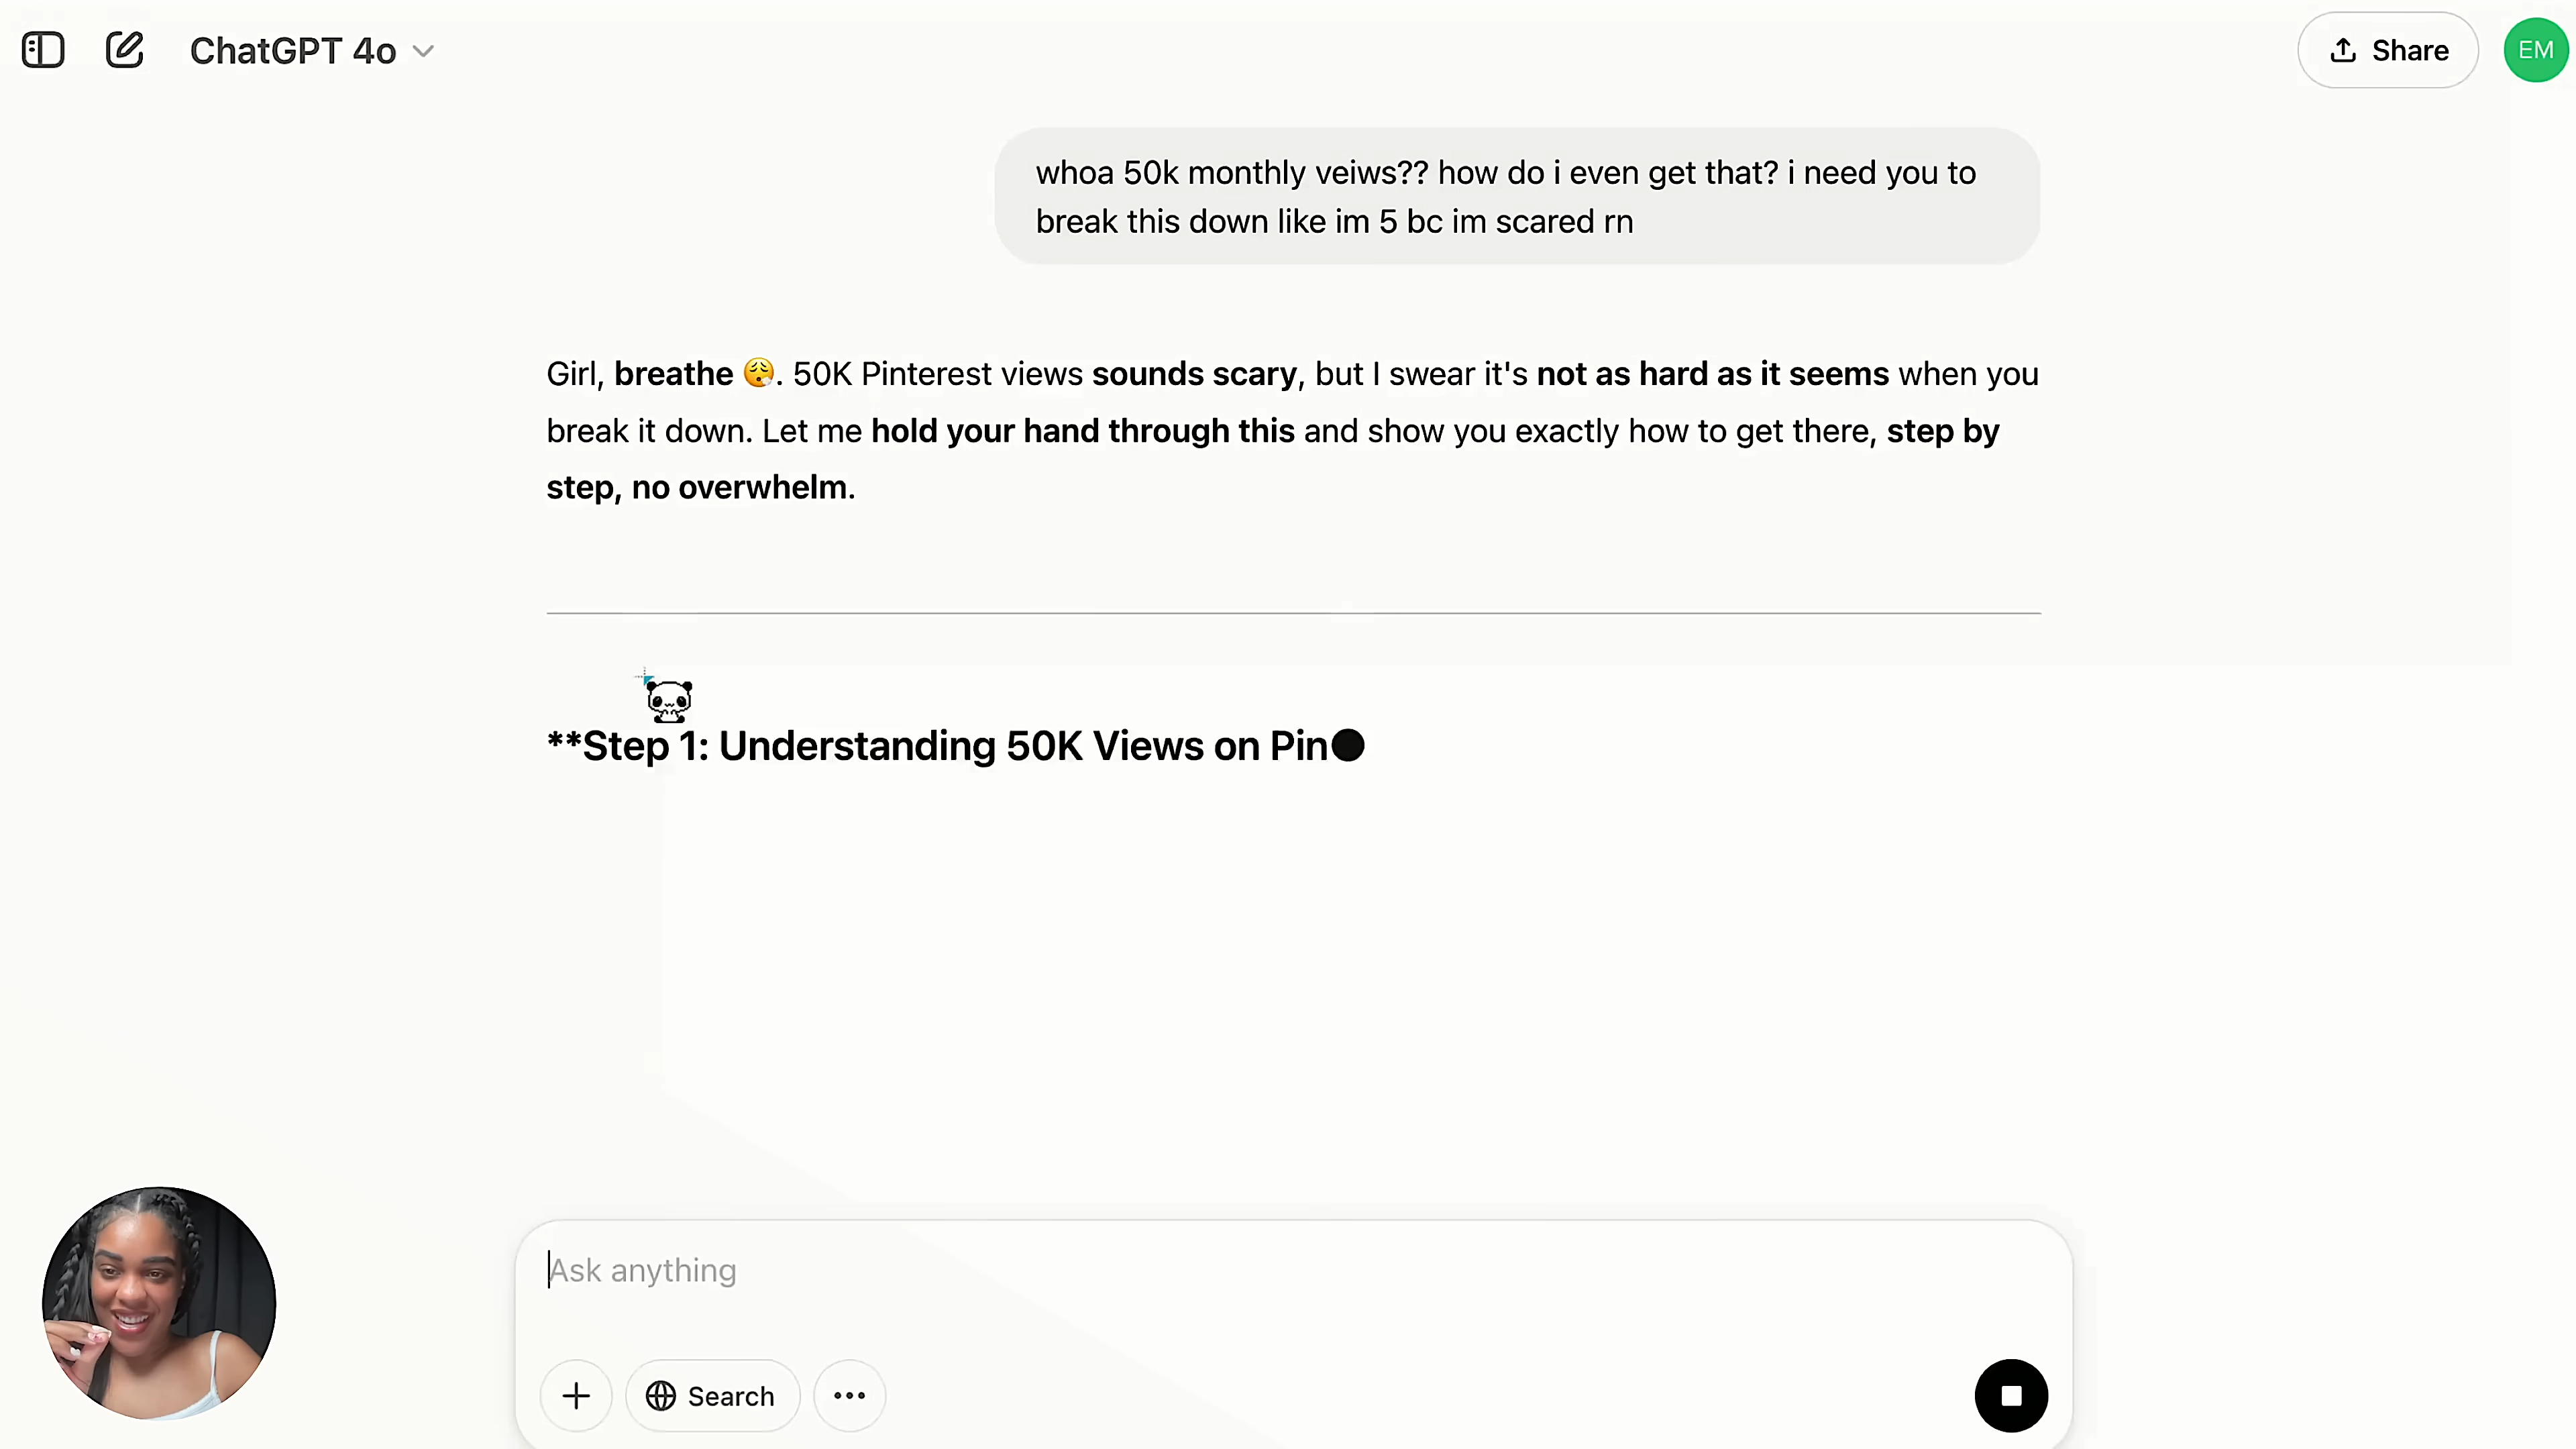 ChatGPT 4o
Share
EM
whoa 50k monthly veiws?? how do i even get that? i need you to
break this down like im 5 bc im scared rn
Girl, breathe 😮‍💨. 50K Pinterest views sounds scary, but I swear it's not as hard as it seems when you
break it down. Let me hold your hand through this and show you exactly how to get there, step by
step, no overwhelm.
**Step 1: Understanding 50K Views on Pin
Ask anything
Search